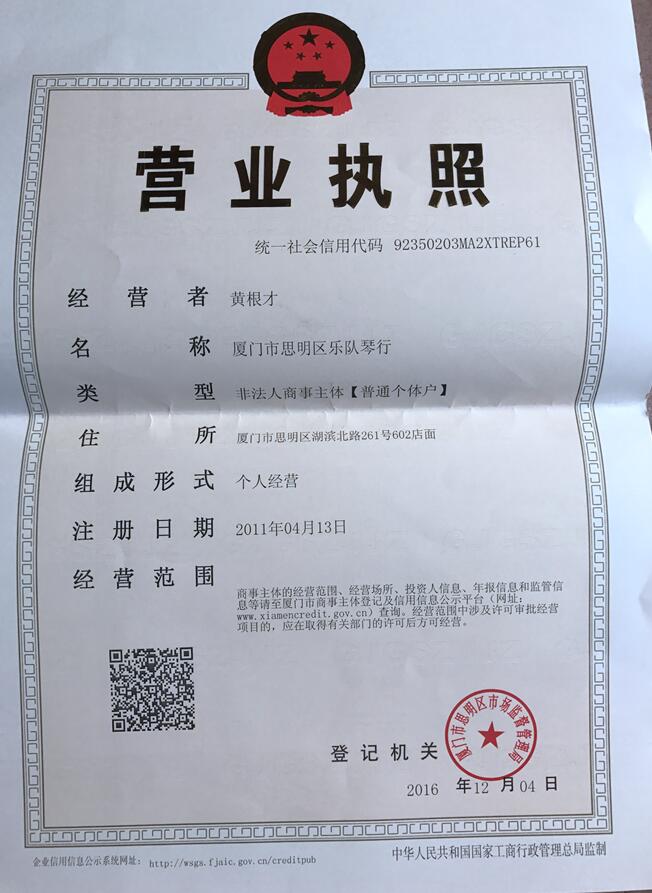 营业执照
统一社会信用代码 92350203MA2XTREP61
经营者 黄根才
名称 厦门市思明区乐队琴行
类型 非法人商事主体【普通个体户】
住所 厦门市思明区湖滨北路261号602店面
组成形式 个人经营
注册日期 2011年04月13日
经营范围
商事主体的经营范围、经营场所、投资人信息、年报信息和监管信
息等请至厦门市商事主体登记及信用信息公示平台（网址：
www.xiamencredit.gov.cn）查询。经营范围中涉及许可审批经营
项目的，应在取得有关部门的许可后方可经营。
厦门市思明区市场监督管理局
登记机关
2016 年12 月04 日
企业信用信息公示系统网址： http://wsgs.fjaic.gov.cn/creditpub
中华人民共和国国家工商行政管理总局监制